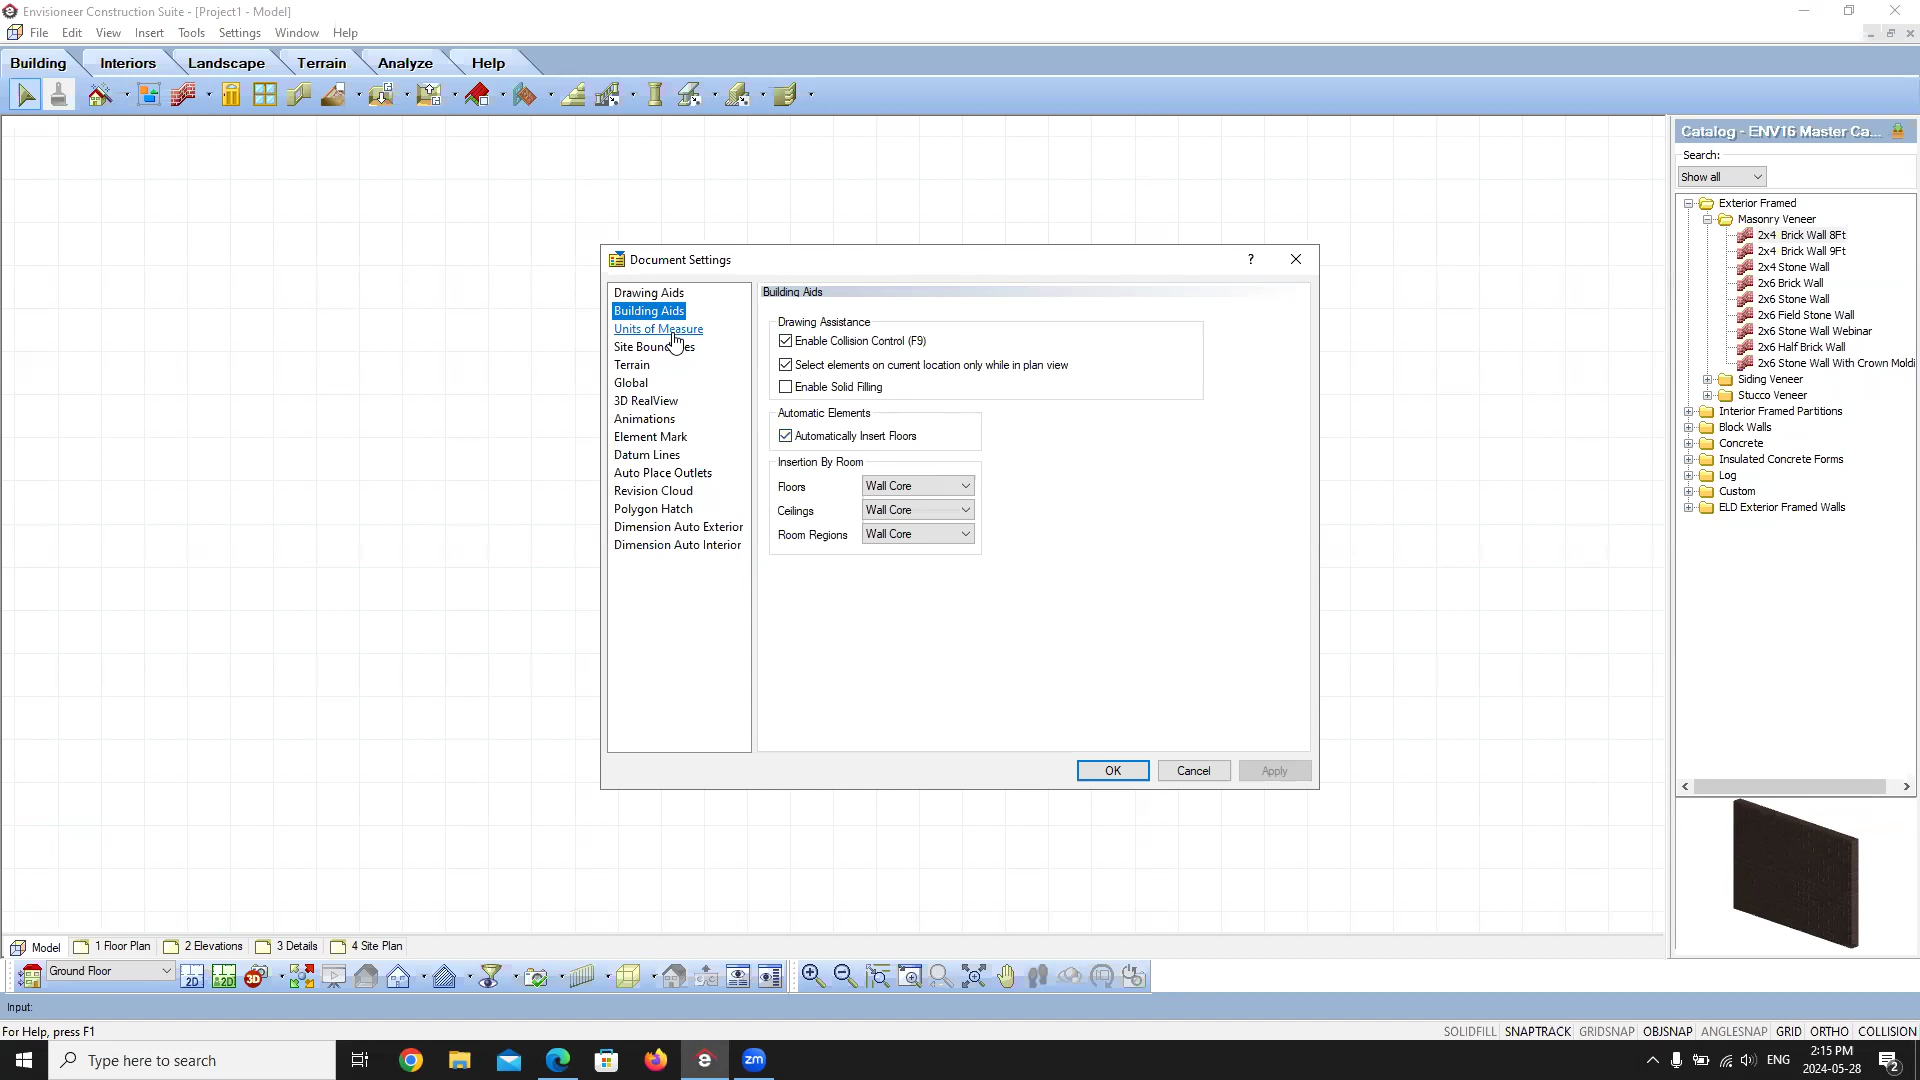 Envisioneer Construction Suite - [Project1 - Model]
File Edit View Insert Tools Settings Window Help
Building Interiors Landscape Terrain Analyze Help
Catalog - ENV16 Master Ca...
Search:
Show all
Exterior Framed
Masonry Veneer
2x4 Brick Wall 8Ft
2x4 Brick Wall 9Ft
2x4 Stone Wall
2x6 Brick Wall
2x6 Stone Wall
2x6 Field Stone Wall
2x6 Stone Wall Webinar
2x6 Half Brick Wall
2x6 Stone Wall With Crown Moldi
Siding Veneer
Stucco Veneer
Interior Framed Partitions
Block Walls
Concrete
Insulated Concrete Forms
Log
Custom
ELD Exterior Framed Walls
Document Settings
Drawing Aids
Building Aids
Units of Measure
Terrain
Global
3D RealView
Animations
Element Mark
Datum Lines
Auto Place Outlets
Revision Cloud
Polygon Hatch
Dimension Auto Exterior
Dimension Auto Interior
Building Aids
Drawing Assistance
Enable Collision Control (F9)
Select elements on current location only while in plan view
Enable Solid Filling
Automatic Elements
Automatically Insert Floors
Insertion By Room
Floors Wall Core
Ceilings Wall Core
Room Regions Wall Core
OK Cancel Apply
Model 1 Floor Plan 2 Elevations 3 Details 4 Site Plan
Ground Floor 2D 2D 3D
Input:
For Help, press F1
SOLIDFILL SNAPTRACK GRIDSNAP OBJSNAP ANGLESNAP GRID ORTHO COLLISION
Type here to search
zm
ENG
2:15 PM
2024-05-28
2